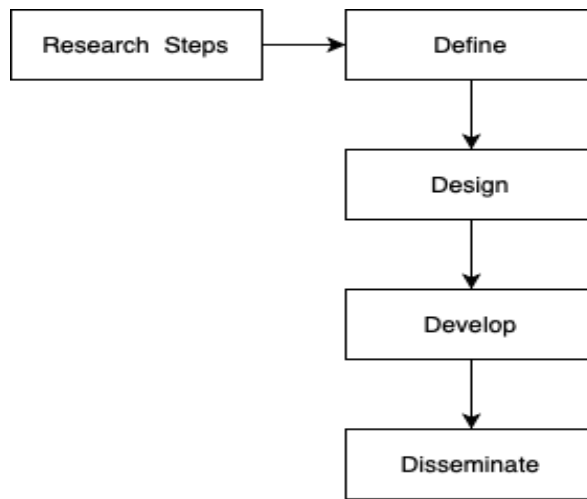 Research Steps
Define
Design
Develop
Disseminate